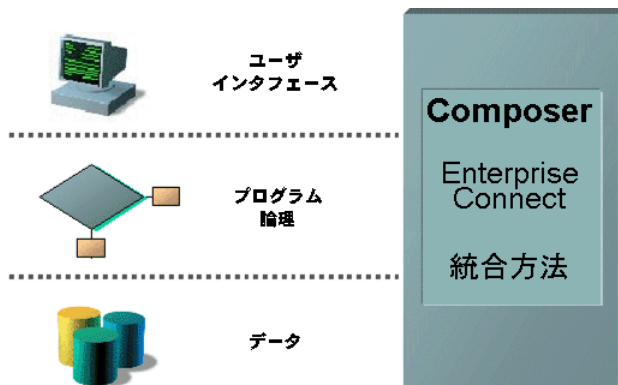 ユーザ
インタフェース
プログラム
論理
データ
Composer
Enterprise
Connect
統合方法